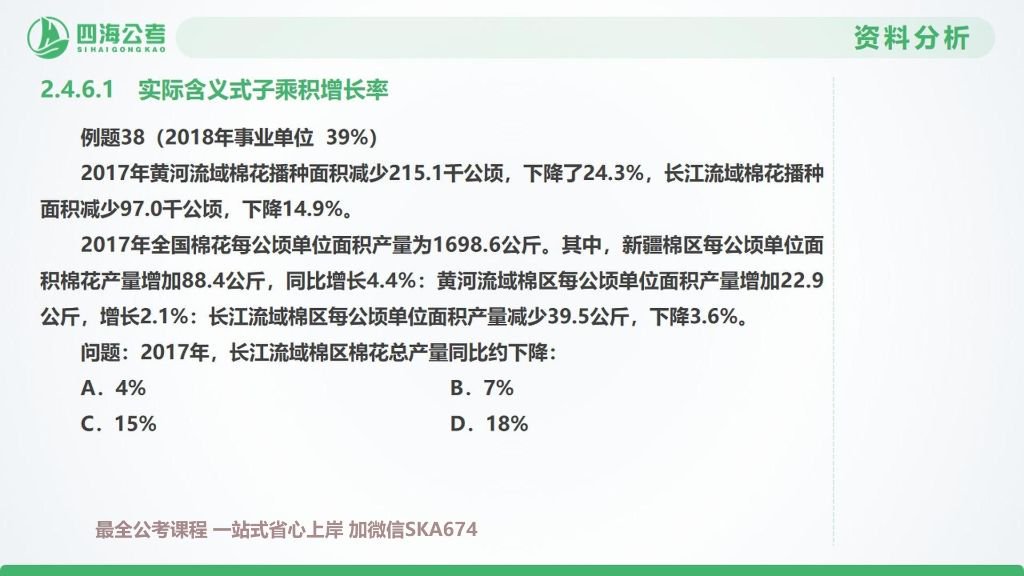 四海公考
SIHAIGONGKAO
资料分析
2.4.6.1 实际含义式子乘积增长率
例题38（2018年事业单位 39%）
2017年黄河流域棉花播种面积减少215.1千公顷，下降了24.3%，长江流域棉花播种
面积减少97.0千公顷，下降14.9%。
2017年全国棉花每公顷单位面积产量为1698.6公斤。其中，新疆棉区每公顷单位面
积棉花产量增加88.4公斤，同比增长4.4%：黄河流域棉区每公顷单位面积产量增加22.9
公斤，增长2.1%：长江流域棉区每公顷单位面积产量减少39.5公斤，下降3.6%。
问题：2017年，长江流域棉区棉花总产量同比约下降：
A．4% B．7%
C．15% D．18%
最全公考课程 一站式省心上岸 加微信SKA674